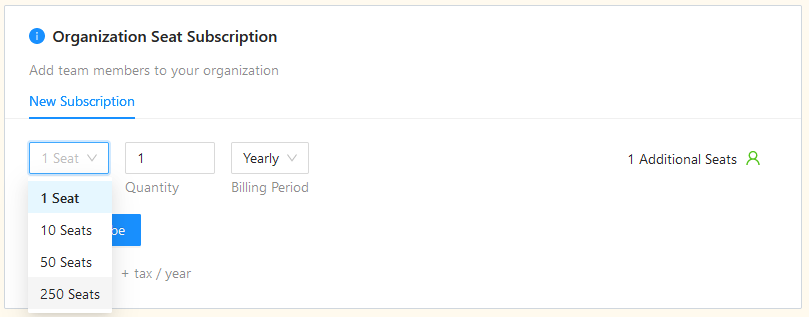 Organization Seat Subscription
Add team members to your organization
New Subscription
1 Seat
1
Yearly
1 Additional Seats
Quantity
Billing Period
1 Seat
10 Seats
50 Seats
250 Seats
+ tax / year